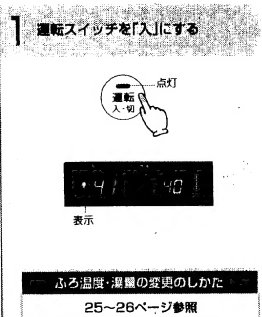 1 運転スイッチを「入」にする
点灯
運転
入・切
41 40
表示
ふろ温度・湯量の変更のしかた
25～26ページ参照